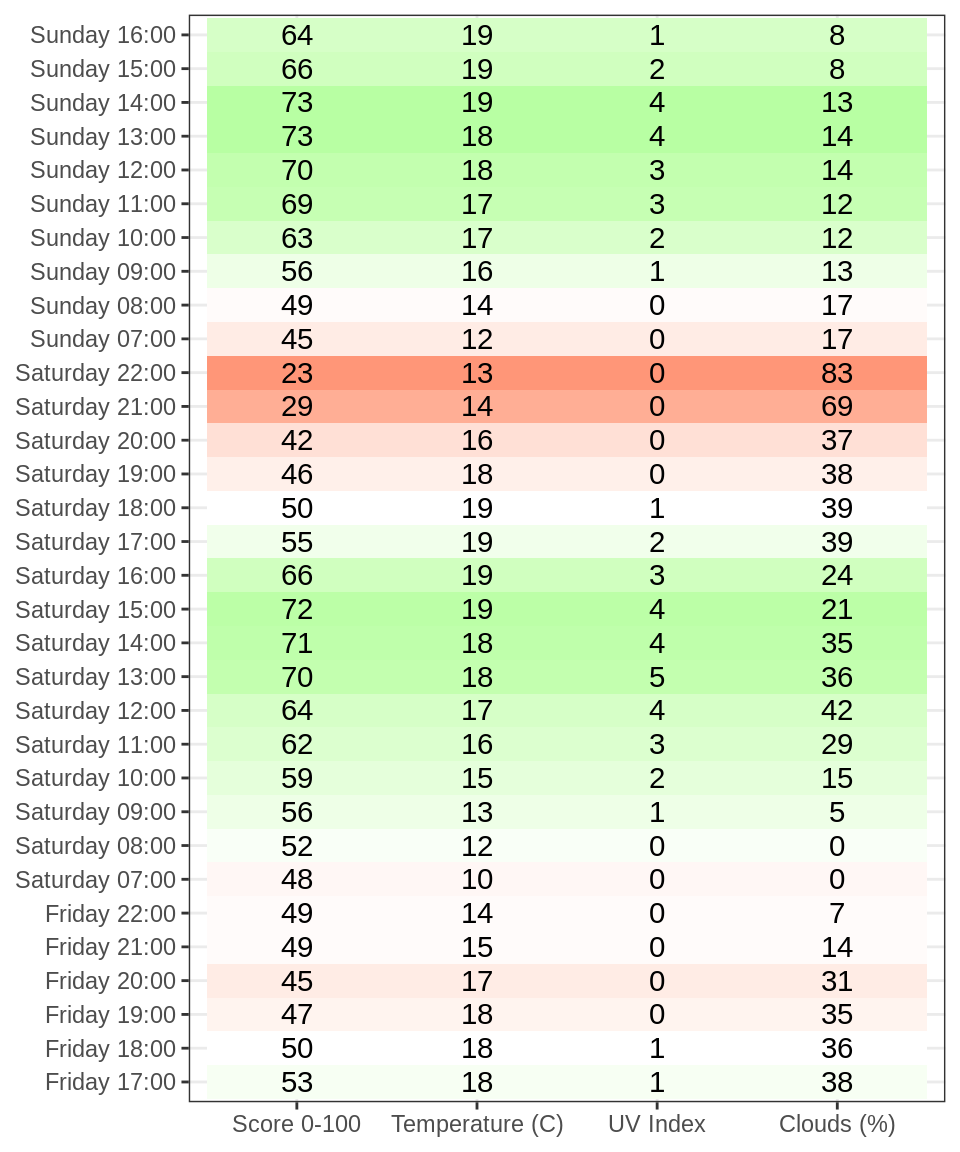 Sunday 16:00 64 19 1 8
Sunday 15:00 66 19 2 8
Sunday 14:00 73 19 4 13
Sunday 13:00 73 18 4 14
Sunday 12:00 70 18 3 14
Sunday 11:00 69 17 3 12
Sunday 10:00 63 17 2 12
Sunday 09:00 56 16 1 13
Sunday 08:00 49 14 0 17
Sunday 07:00 45 12 0 17
Saturday 22:00 23 13 0 83
Saturday 21:00 29 14 0 69
Saturday 20:00 42 16 0 37
Saturday 19:00 46 18 0 38
Saturday 18:00 50 19 1 39
Saturday 17:00 55 19 2 39
Saturday 16:00 66 19 3 24
Saturday 15:00 72 19 4 21
Saturday 14:00 71 18 4 35
Saturday 13:00 70 18 5 36
Saturday 12:00 64 17 4 42
Saturday 11:00 62 16 3 29
Saturday 10:00 59 15 2 15
Saturday 09:00 56 13 1 5
Saturday 08:00 52 12 0 0
Saturday 07:00 48 10 0 0
Friday 22:00 49 14 0 7
Friday 21:00 49 15 0 14
Friday 20:00 45 17 0 31
Friday 19:00 47 18 0 35
Friday 18:00 50 18 1 36
Friday 17:00 53 18 1 38
Score 0-100 Temperature (C) UV Index Clouds (%)